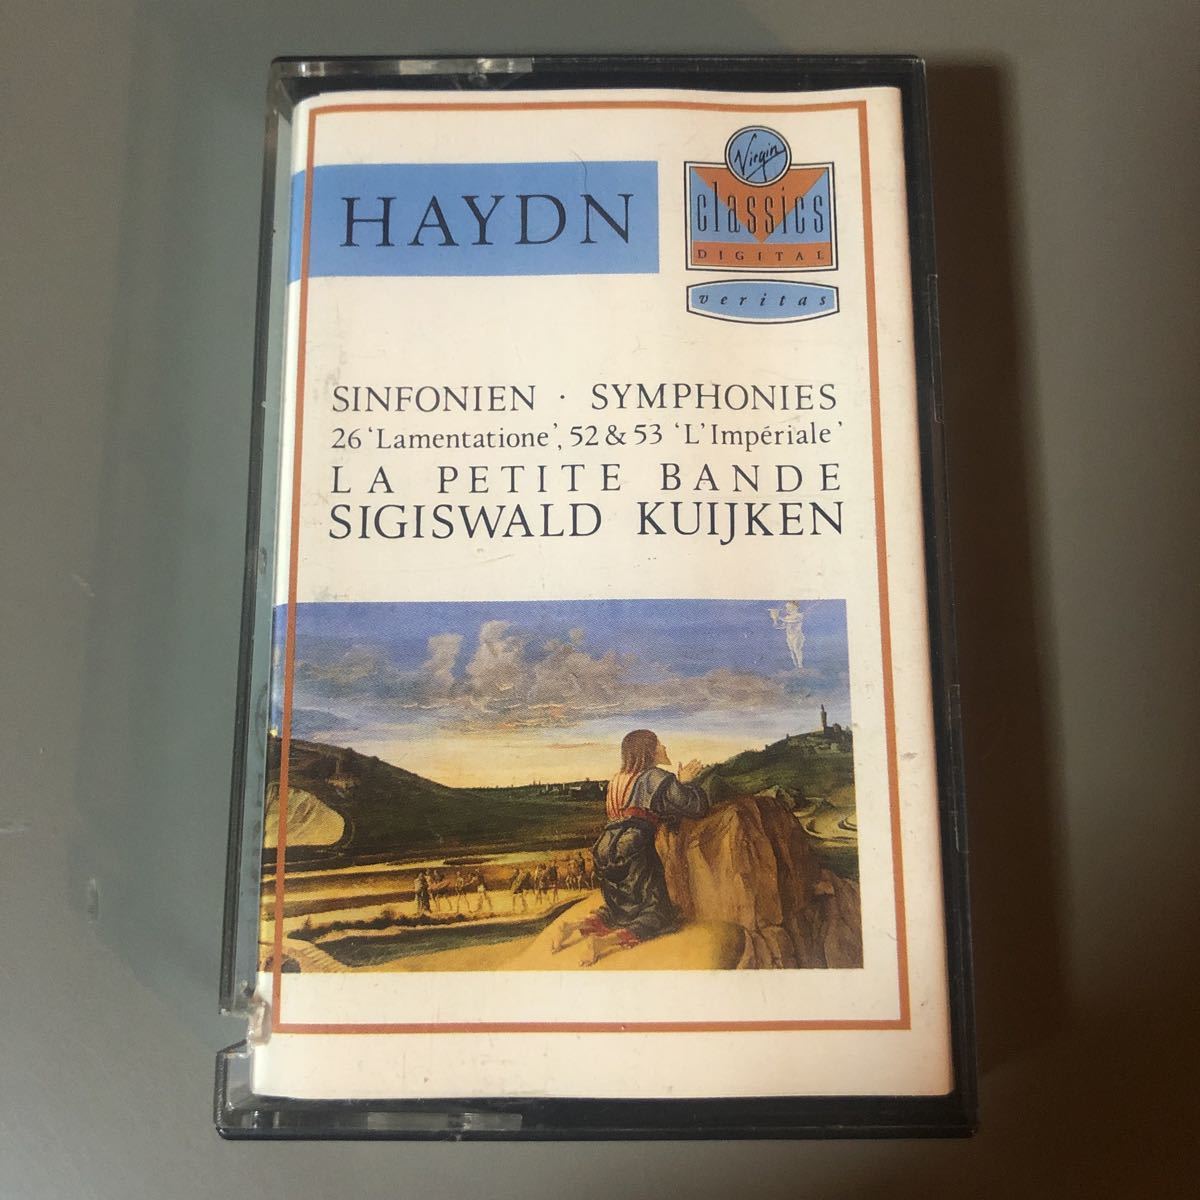 HAYDN
Virgin
classics
DIGITAL
veritas
SINFONIEN · SYMPHONIES
26 ‘Lamentatione’, 52 & 53 ‘L’Impériale’
LA PETITE BANDE
SIGISWALD KUIJKEN